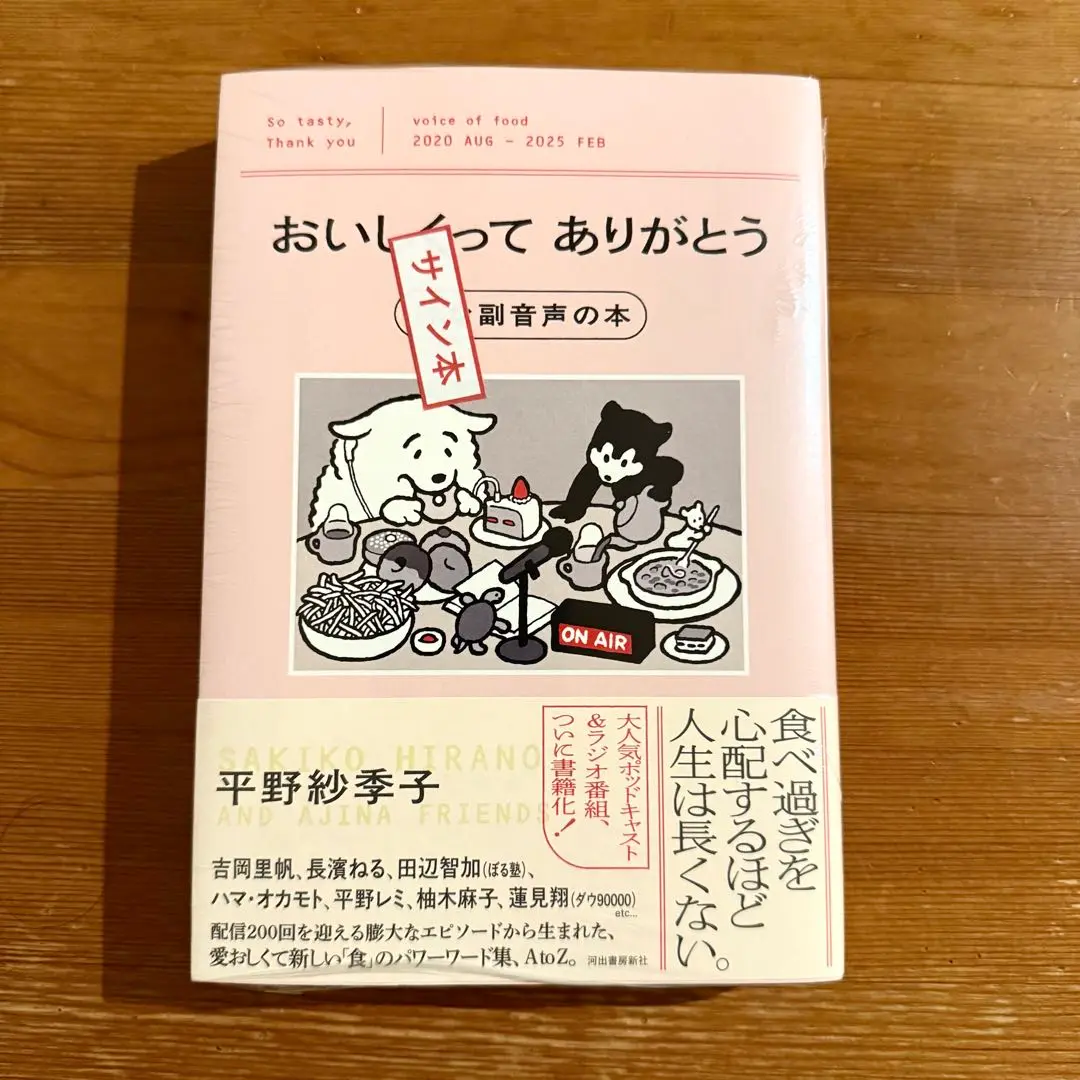 So tasty,
Thank you
voice of food
2020 AUG – 2025 FEB
おいしくって ありがとう
サイン本
副音声の本
ON AIR
食べ過ぎを
心配するほど
人生は長くない。
大人気ポッドキャスト
&ラジオ番組、
ついに書籍化!
SAKIKO HIRANO
平野紗季子
AND AJINA FRIENDS
吉岡里帆、長濱ねる、田辺智加(ぼる塾)、
ハマ・オカモト、平野レミ、柚木麻子、蓮見翔(ダウ90000)
etc...
配信200回を迎える膨大なエピソードから生まれた、
愛おしくて新しい「食」のパワーワード集、AtoZ。
河出書房新社